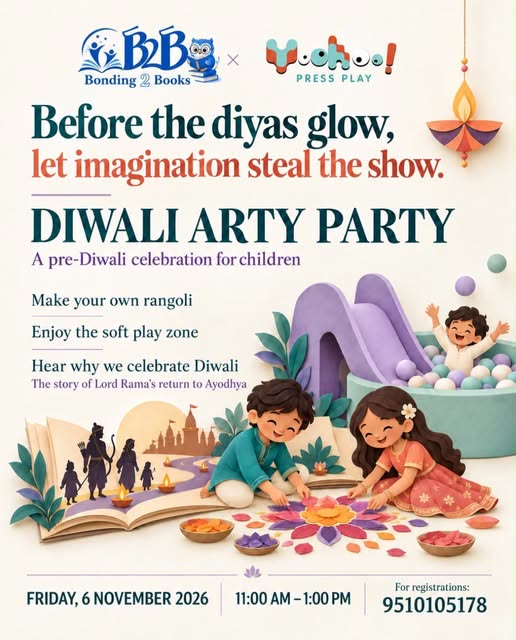 B2B
Bonding 2 Books
×
Yoohoo!
PRESS PLAY
Before the diyas glow,
let imagination steal the show.
DIWALI ARTY PARTY
A pre-Diwali celebration for children
Make your own rangoli
Enjoy the soft play zone
Hear why we celebrate Diwali
The story of Lord Rama's return to Ayodhya
FRIDAY, 6 NOVEMBER 2026
11:00 AM – 1:00 PM
For registrations:
9510105178